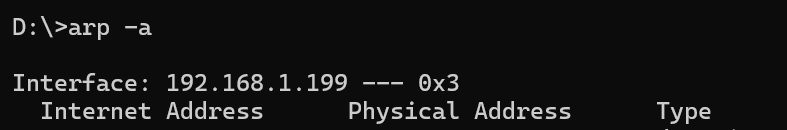 D:\>arp -a
Interface: 192.168.1.199 --- 0x3
Internet Address Physical Address Type